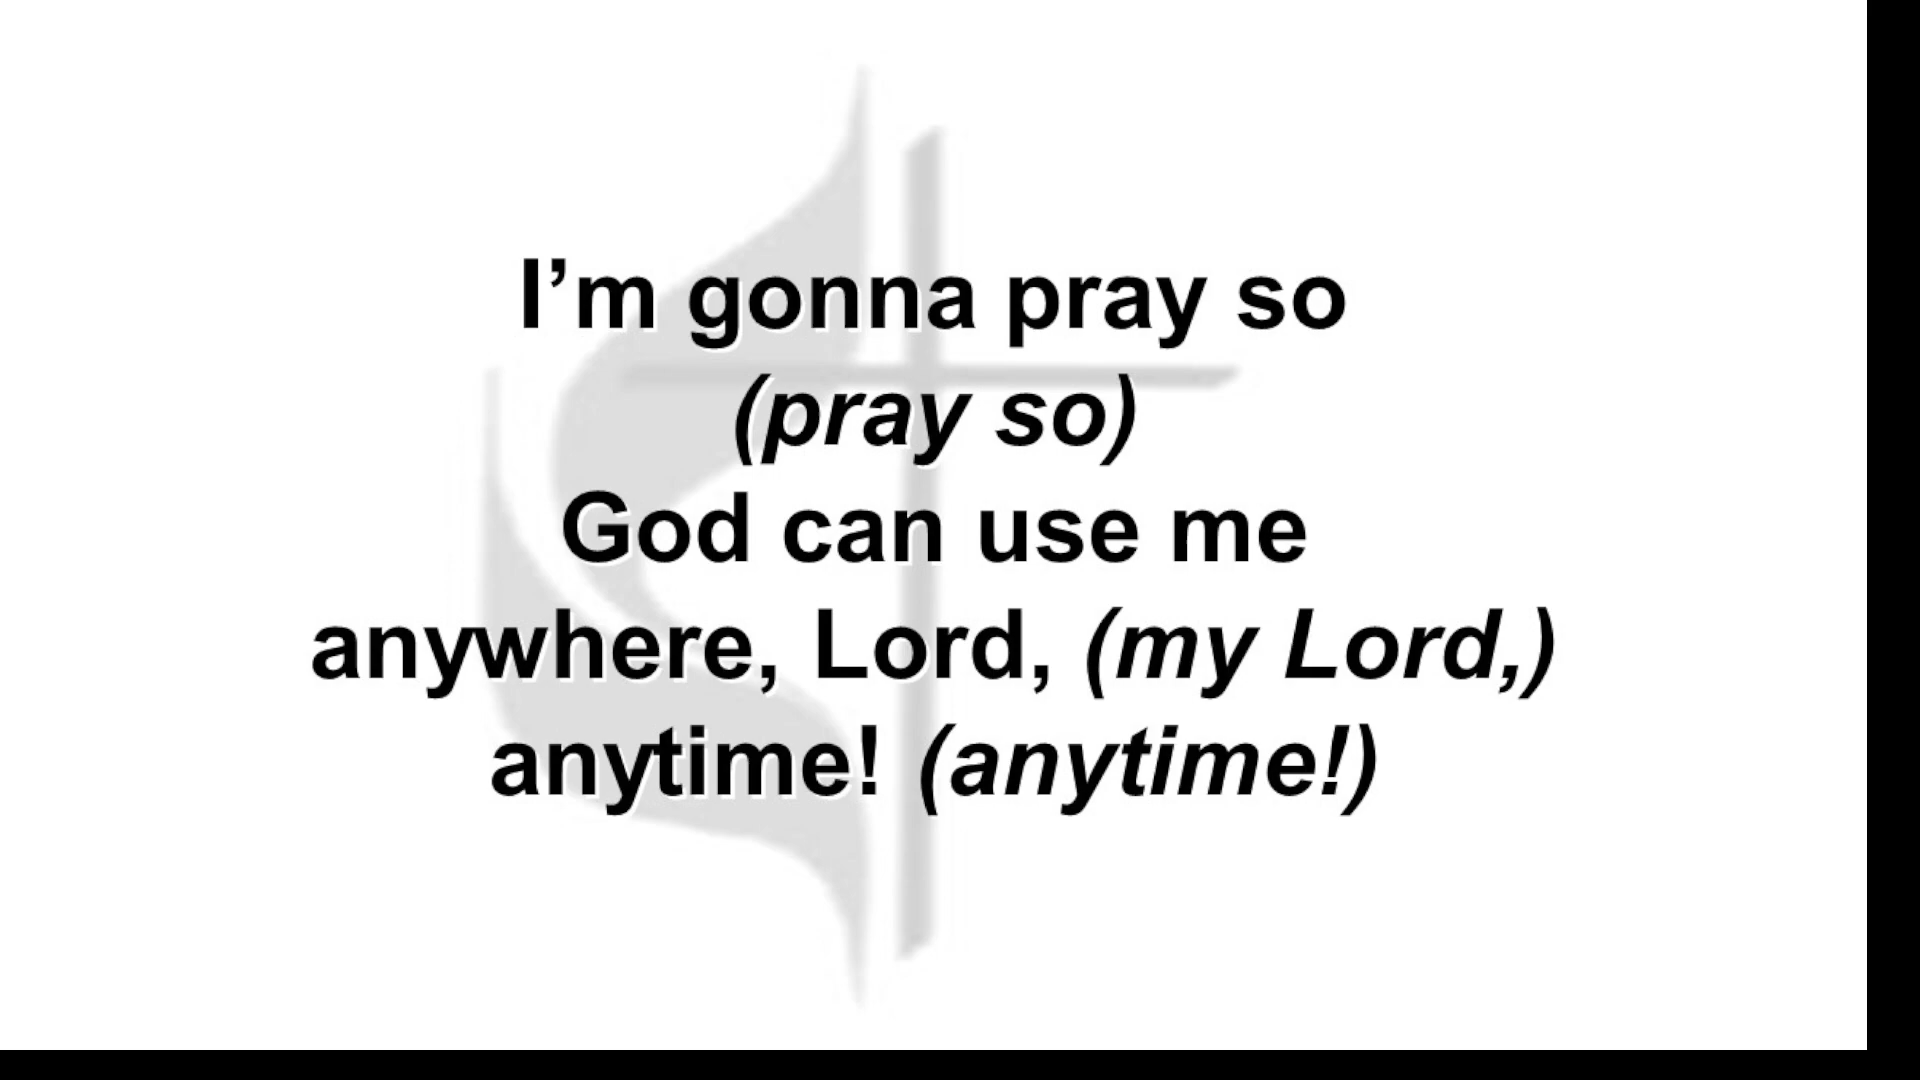 I’m gonna pray so
(pray so)
God can use me
anywhere, Lord, (my Lord,)
anytime! (anytime!)